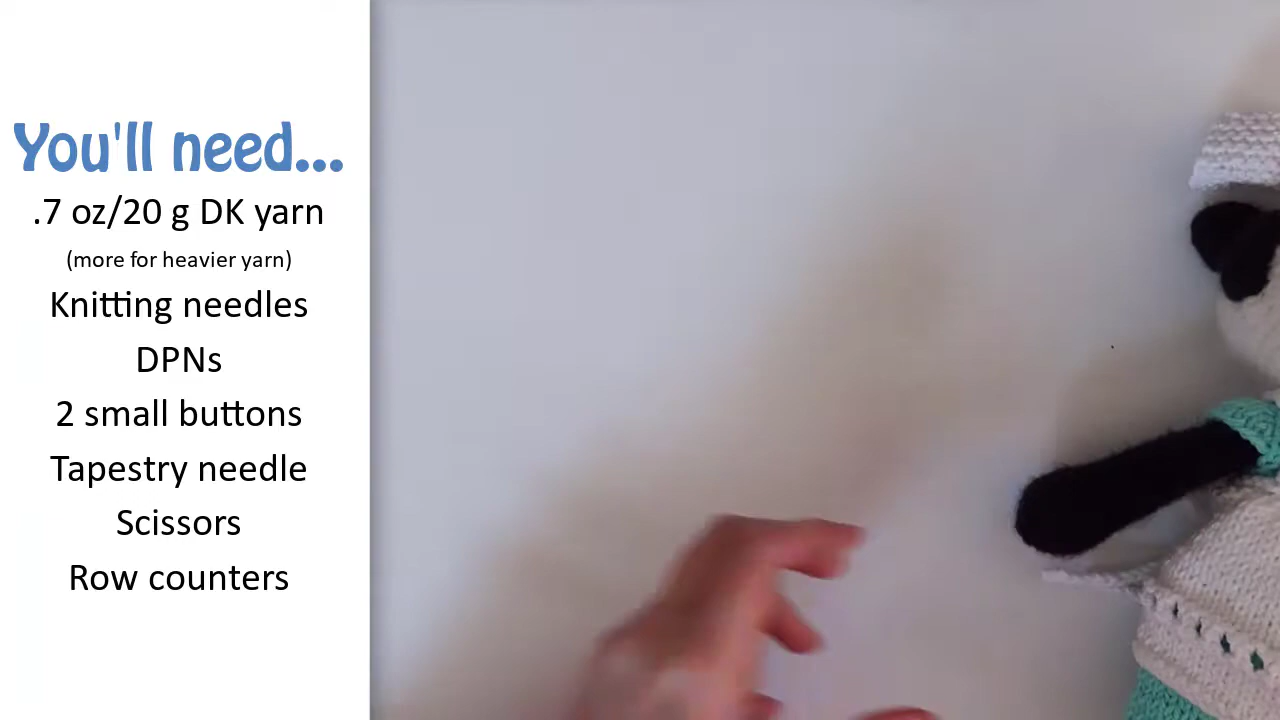 You'll need...
.7 oz/20 g DK yarn
(more for heavier yarn)
Knitting needles
DPNs
2 small buttons
Tapestry needle
Scissors
Row counters